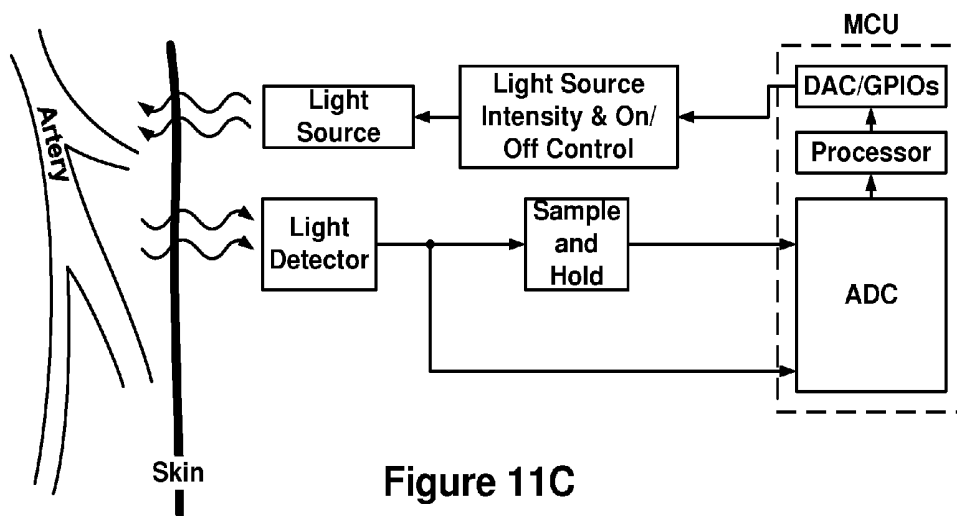 MCU
Artery
Light
Source
Light Source
Intensity & On/
Off Control
DAC/GPIOs
Processor
Light
Detector
Sample
and
Hold
ADC
Skin
Figure 11C